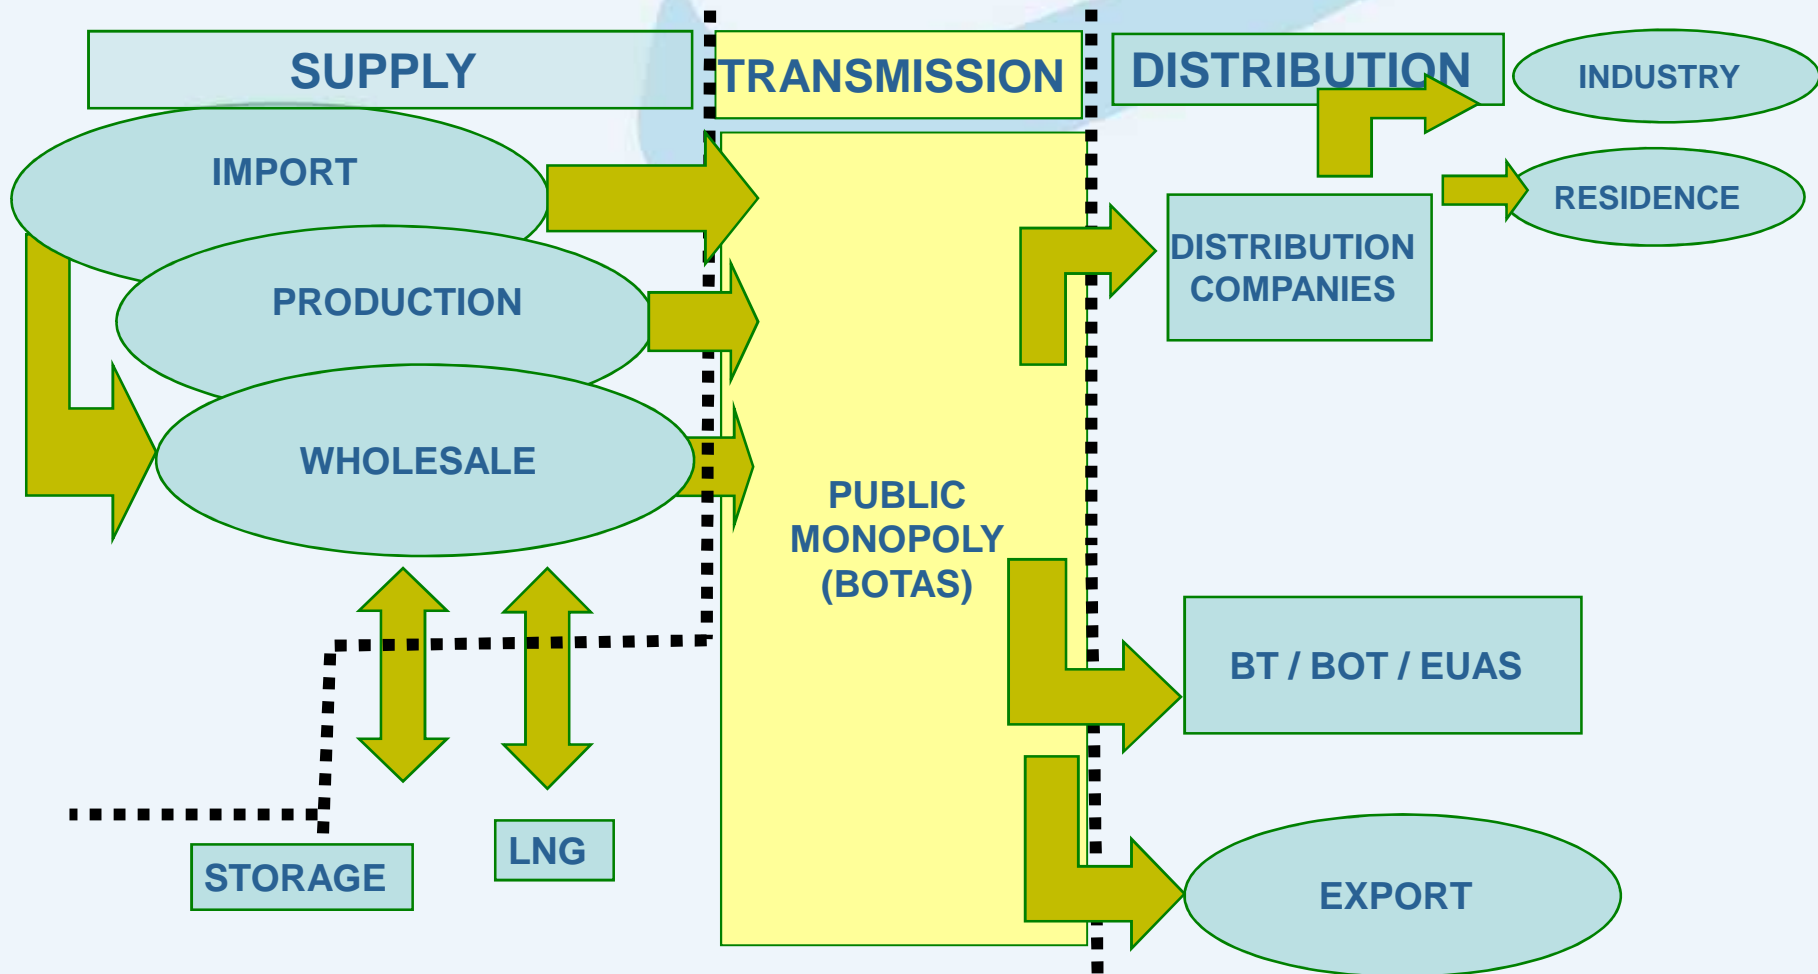 SUPPLY
TRANSMISSION
DISTRIBUTION
INDUSTRY
IMPORT
RESIDENCE
DISTRIBUTION
COMPANIES
PRODUCTION
WHOLESALE
PUBLIC
MONOPOLY
(BOTAS)
BT / BOT / EUAS
LNG
STORAGE
EXPORT